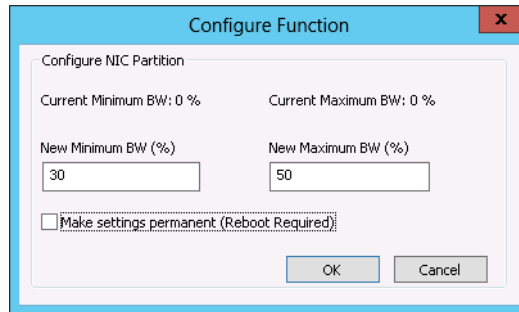 Configure Function
x
Configure NIC Partition
Current Minimum BW: 0 % Current Maximum BW: 0 %
New Minimum BW (%) New Maximum BW (%)
30 50
Make settings permanent (Reboot Required)
OK Cancel